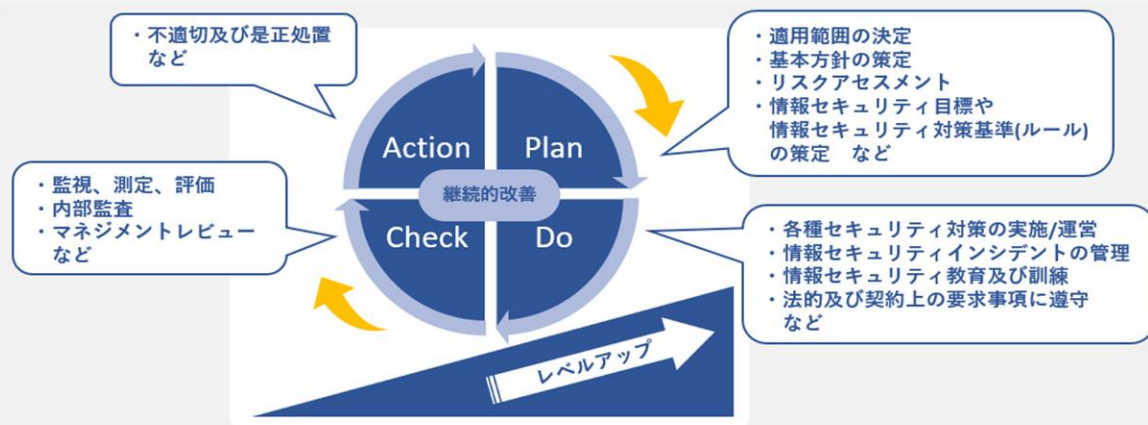 ・不適切及び是正処置
など
・適用範囲の決定
・基本方針の策定
・リスクアセスメント
・情報セキュリティ目標や
情報セキュリティ対策基準(ルール)
の策定　など
Action
Plan
継続的改善
Check
Do
・監視、測定、評価
・内部監査
・マネジメントレビュー
など
・各種セキュリティ対策の実施/運営
・情報セキュリティインシデントの管理
・情報セキュリティ教育及び訓練
・法的及び契約上の要求事項に遵守
など
レベルアップ